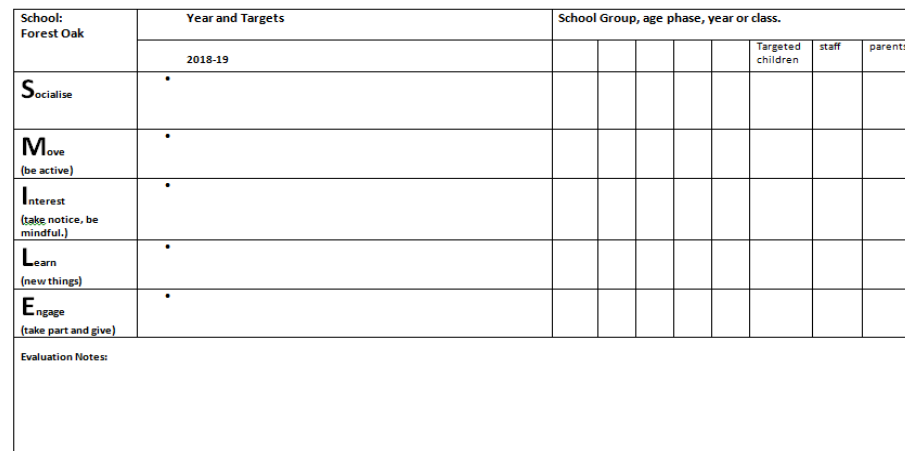 School: Year and Targets School Group, age phase, year or class.
Forest Oak
2018-19 Targeted children staff parents
•
Socialise
•
Move
(be active)
•
Interest
(take notice, be
mindful.)
•
Learn
(new things)
•
Engage
(take part and give)
Evaluation Notes: